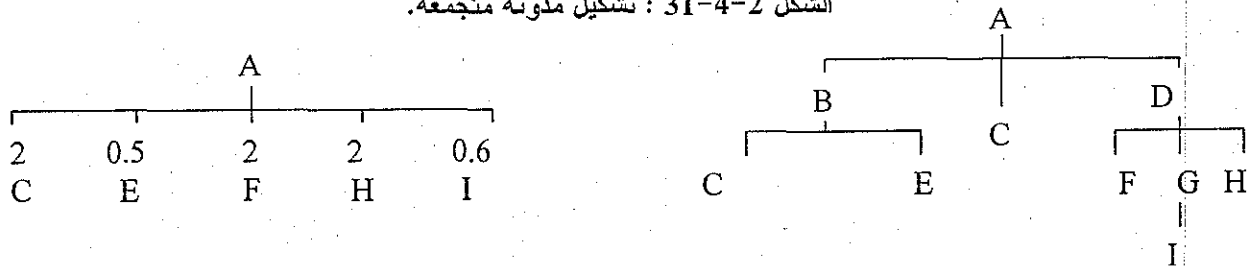 الشكل 2-4-31 : تشكيل مدونة متجمعة.
A
2 0.5 2 2 0.6
C E F H I
A
B C D
C E F G H
I